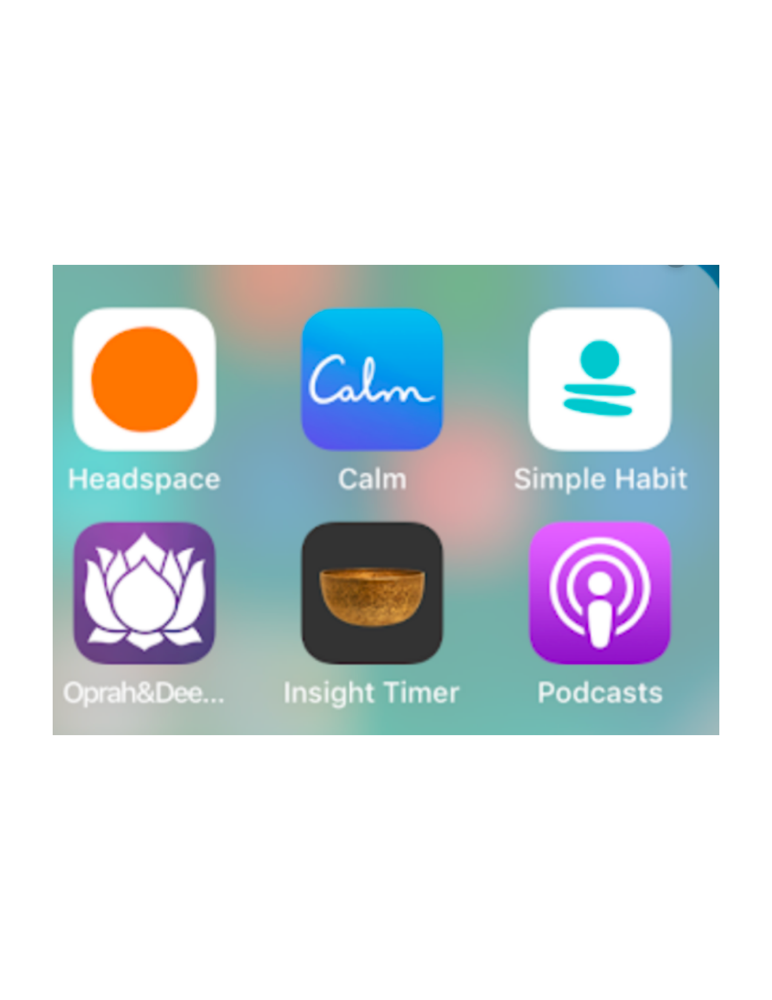 Calm
Headspace
Calm
Simple Habit
Oprah&Dee...
Insight Timer
Podcasts